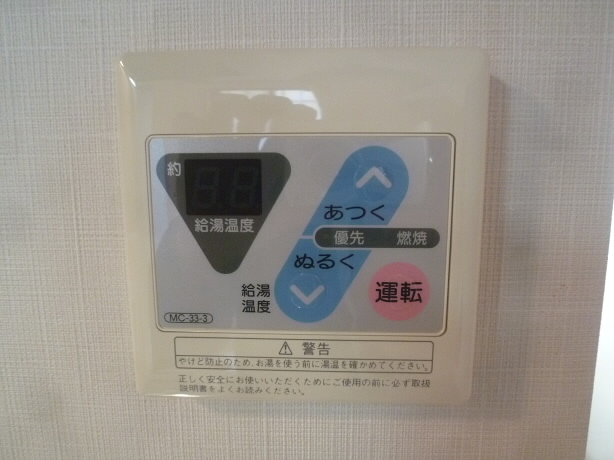 約
給湯温度
あつく
優先 燃焼
ぬるく
給湯
温度
運転
MC-33-3
⚠ 警告
やけど防止のため、お湯を使う前に湯温を確かめてください。
正しく安全にお使いいただくためにご使用の前に必ず取扱
説明書をよくお読みください。